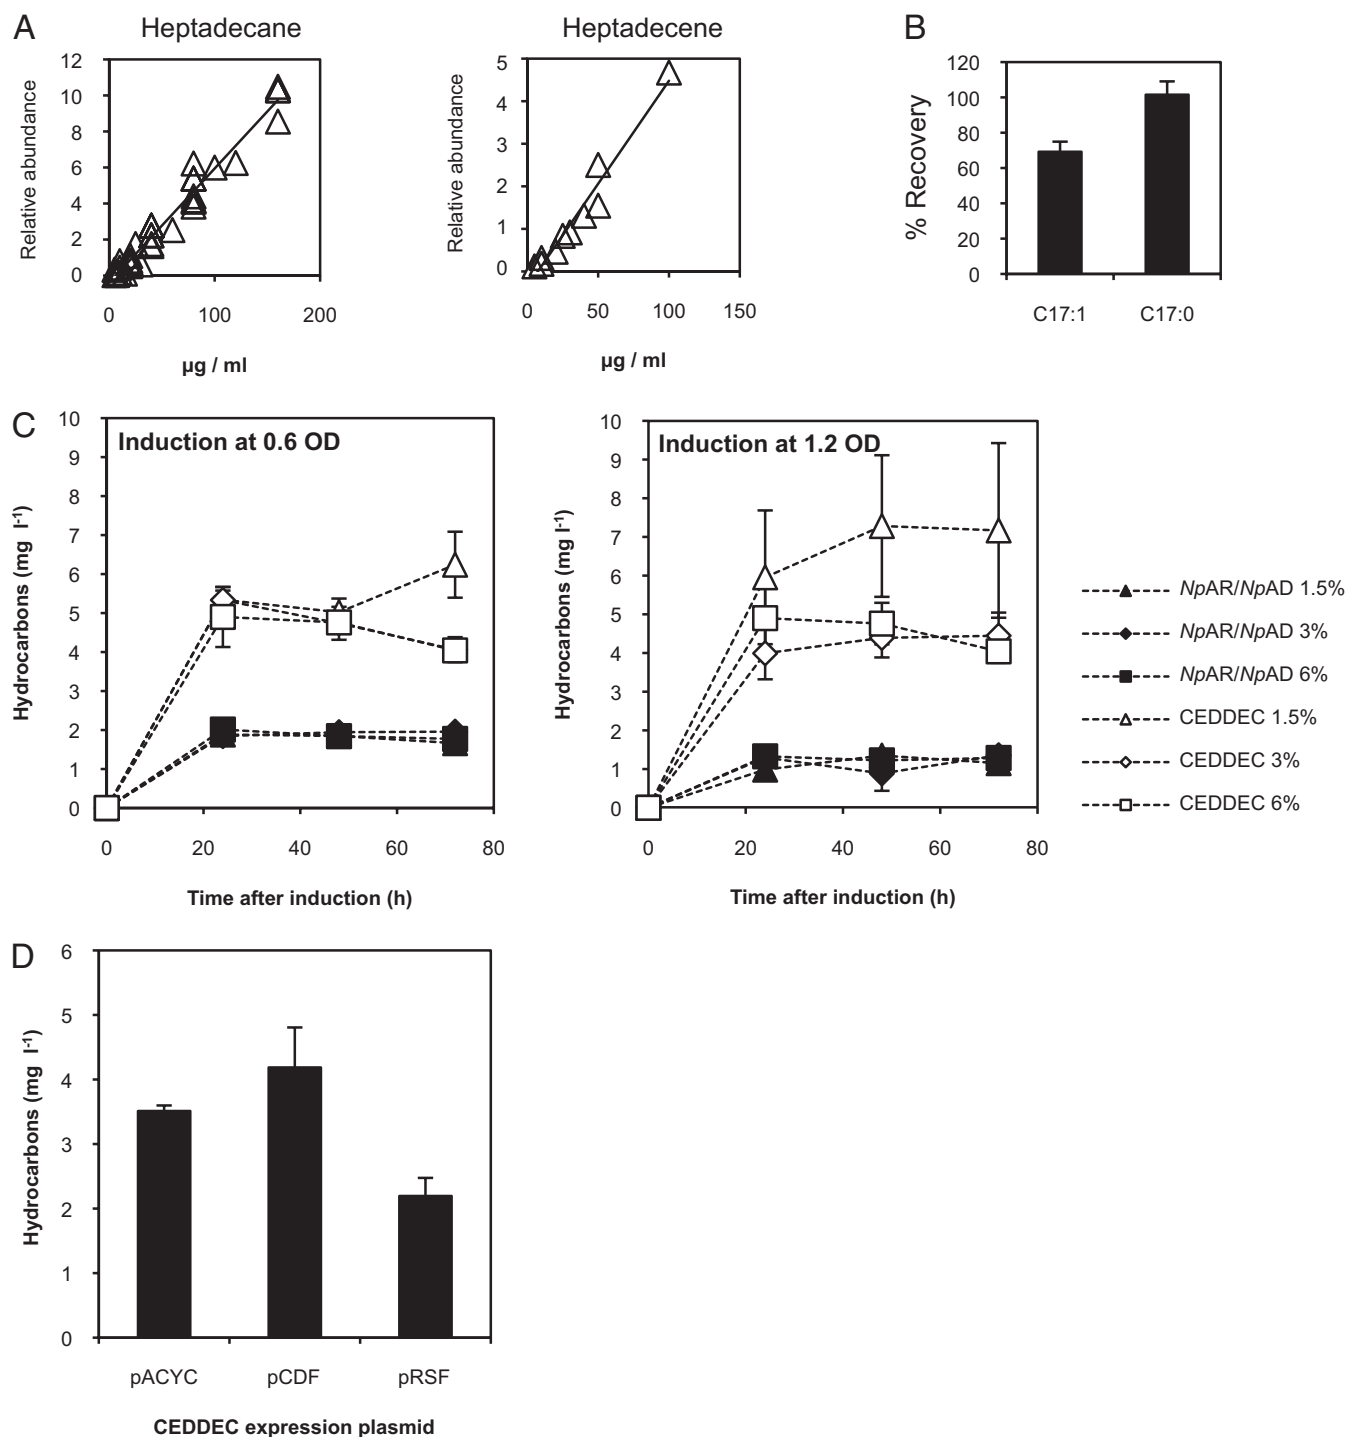 A
Heptadecane
Relative abundance
12
10
8
6
4
2
0
0 100 200
µg / ml
Heptadecene
Relative abundance
5
4
3
2
1
0
0 50 100 150
µg / ml
B
% Recovery
120
100
80
60
40
20
0
C17:1 C17:0
C
Induction at 0.6 OD
Hydrocarbons (mg l-1)
10
9
8
7
6
5
4
3
2
1
0
0 20 40 60 80
Time after induction (h)
Induction at 1.2 OD
Hydrocarbons (mg l-1)
10
9
8
7
6
5
4
3
2
1
0
0 20 40 60 80
Time after induction (h)
NpAR/NpAD 1.5%
NpAR/NpAD 3%
NpAR/NpAD 6%
CEDDEC 1.5%
CEDDEC 3%
CEDDEC 6%
D
Hydrocarbons (mg l-1)
6
5
4
3
2
1
0
pACYC pCDF pRSF
CEDDEC expression plasmid